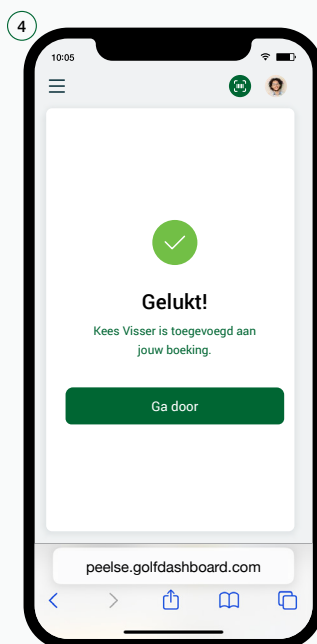 4
10:05
Gelukt!
Kees Visser is toegevoegd aan
jouw boeking.
Ga door
peelse.golfdashboard.com